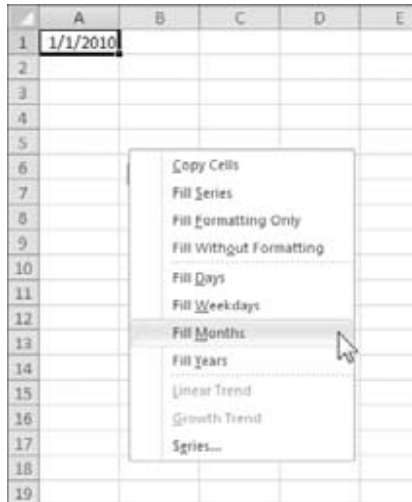 A B C D E
1 1/1/2010
2
3
4
5
6 Copy Cells
7 Fill Series
8 Fill Formatting Only
9 Fill Without Formatting
10
11 Fill Days
12 Fill Weekdays
13 Fill Months
14 Fill Years
15 Linear Trend
16 Growth Trend
17 Series...
18
19